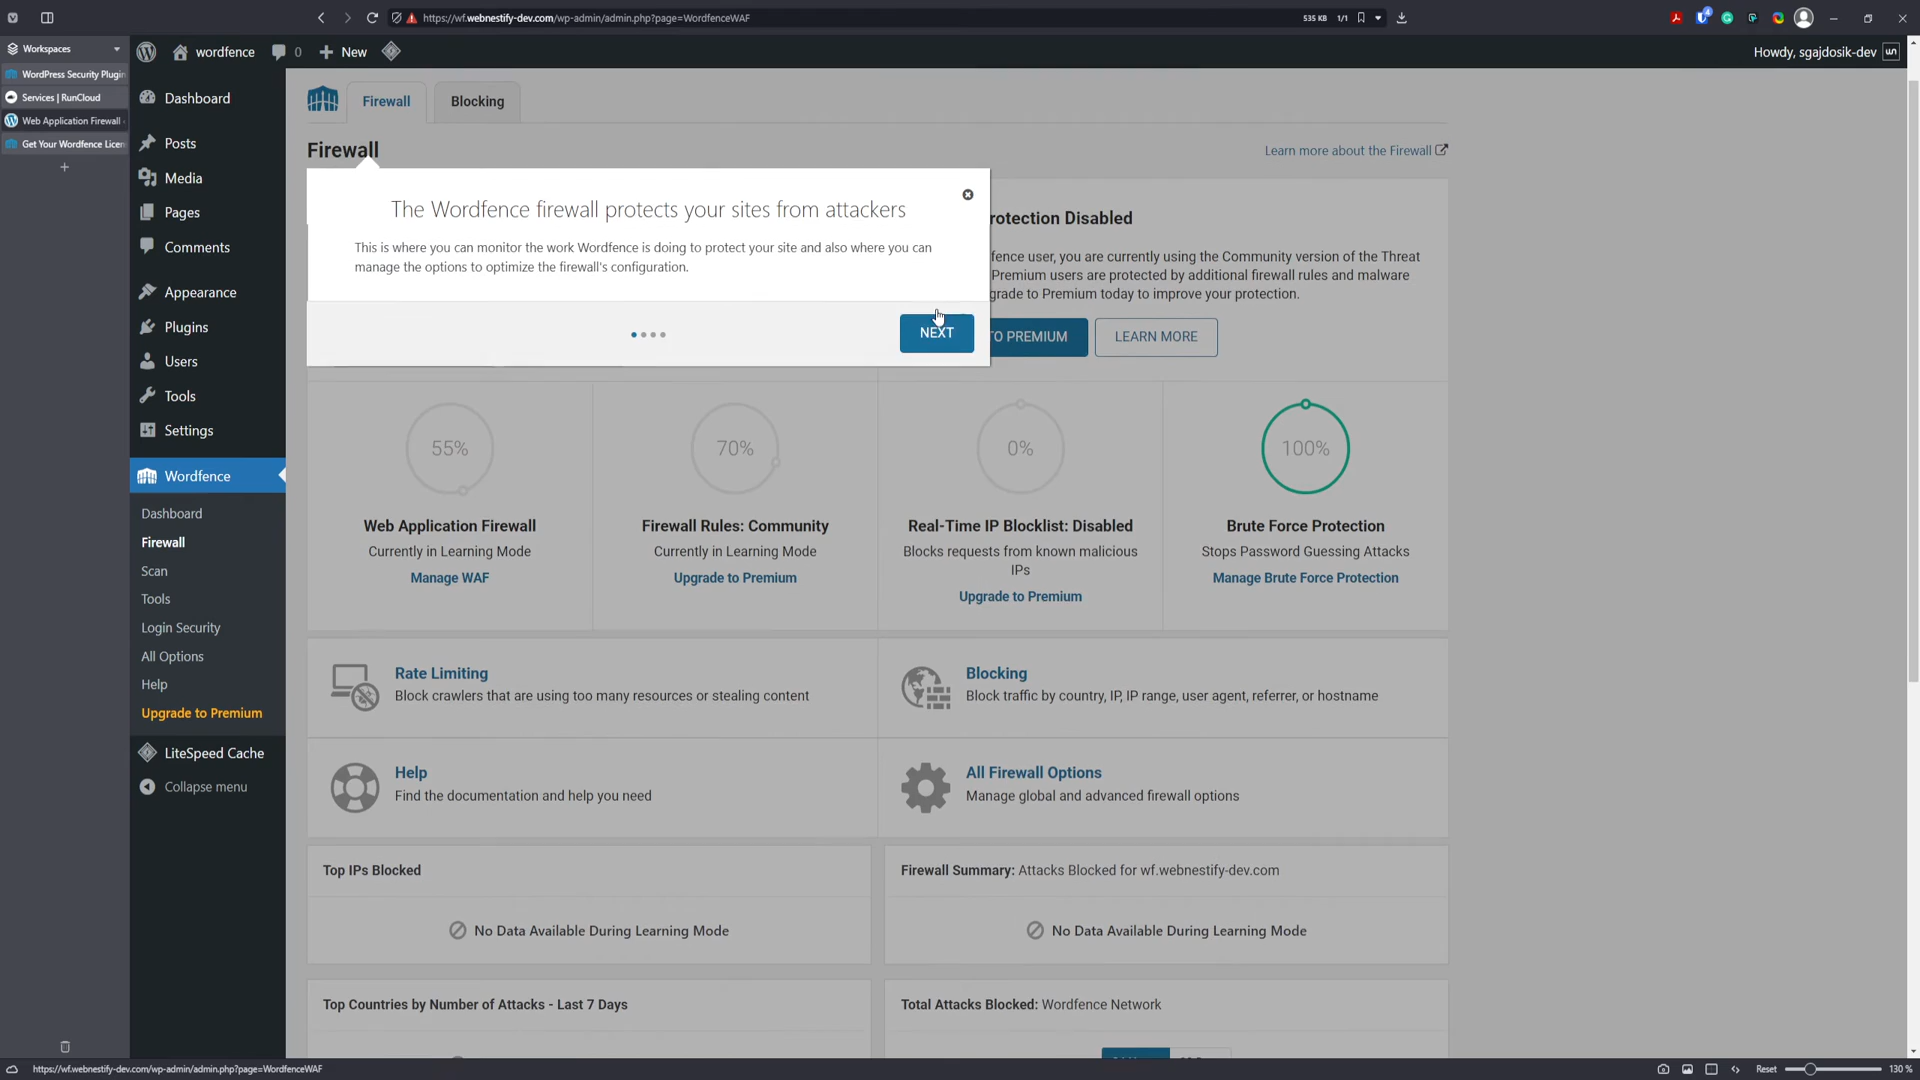 https://wf.webnestify-dev.com/wp-admin/admin.php?page=WordfenceWAF
535 KB
1/1
4
Workspaces
WordPress Security Plugin
Services | RunCloud
Web Application Firewall
Get Your Wordfence Licen
wordfence
0
New
Howdy, sgajdosik-dev
Dashboard
Posts
Media
Pages
Comments
Appearance
Plugins
Users
Tools
Settings
Wordfence
Dashboard
Firewall
Scan
Tools
Login Security
All Options
Help
Upgrade to Premium
LiteSpeed Cache
Collapse menu
Firewall
Blocking
Firewall
Learn more about the Firewall
The Wordfence firewall protects your sites from attackers
This is where you can monitor the work Wordfence is doing to protect your site and also where you can
manage the options to optimize the firewall's configuration.
NEXT
rotection Disabled
fence user, you are currently using the Community version of the Threat
Premium users are protected by additional firewall rules and malware
grade to Premium today to improve your protection.
TO PREMIUM
LEARN MORE
55%
Web Application Firewall
Currently in Learning Mode
Manage WAF
70%
Firewall Rules: Community
Currently in Learning Mode
Upgrade to Premium
0%
Real-Time IP Blocklist: Disabled
Blocks requests from known malicious
IPs
Upgrade to Premium
100%
Brute Force Protection
Stops Password Guessing Attacks
Manage Brute Force Protection
Rate Limiting
Block crawlers that are using too many resources or stealing content
Blocking
Block traffic by country, IP, IP range, user agent, referrer, or hostname
Help
Find the documentation and help you need
All Firewall Options
Manage global and advanced firewall options
Top IPs Blocked
No Data Available During Learning Mode
Firewall Summary: Attacks Blocked for wf.webnestify-dev.com
No Data Available During Learning Mode
Top Countries by Number of Attacks - Last 7 Days
Total Attacks Blocked: Wordfence Network
https://wf.webnestify-dev.com/wp-admin/admin.php?page=WordfenceWAF
Reset
130 %